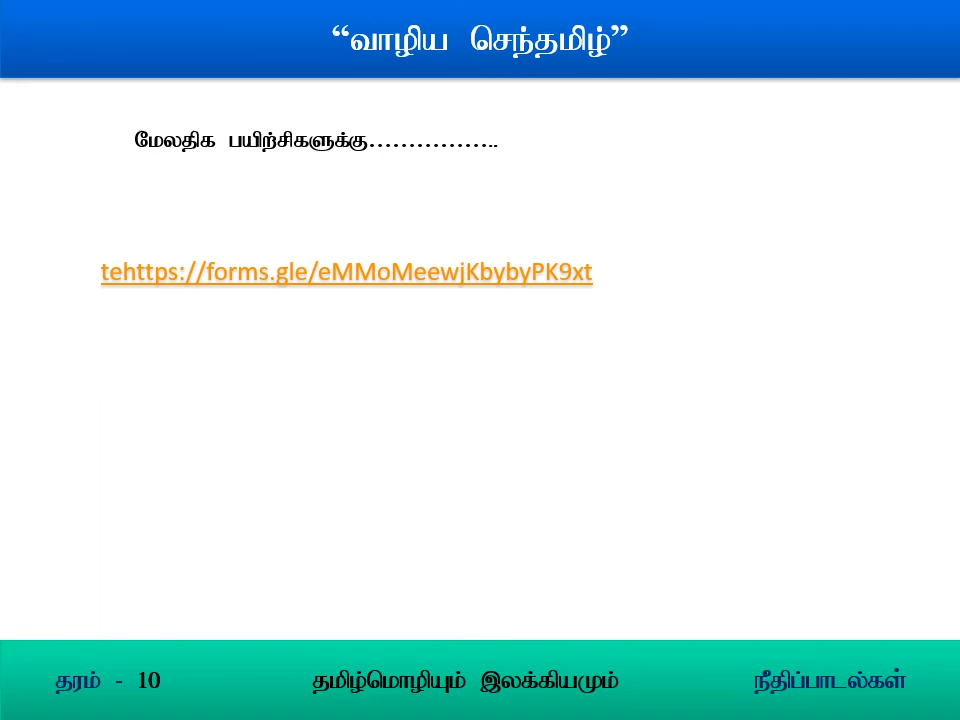 “வாழிய செந்தமிழ்”
மேலதிக பயிற்சிகளுக்கு……………..
tehttps://forms.gle/eMMoMeewjKbybyPK9xt
தரம் - 10 தமிழ்மொழியும் இலக்கியமும் நீதிப்பாடல்கள்